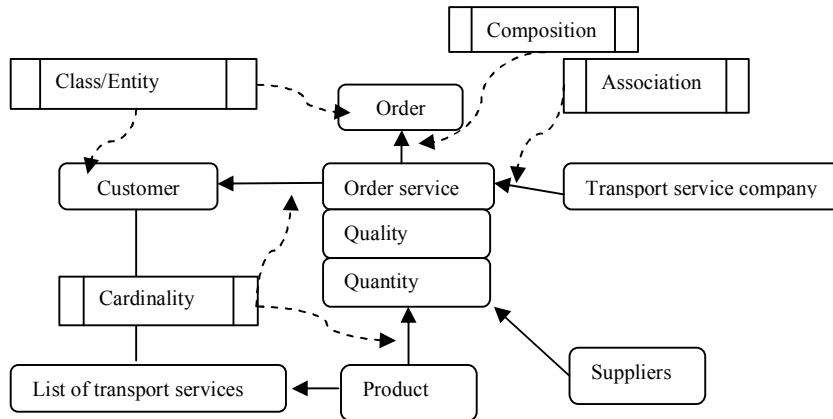 Composition
Class/Entity
Association
Order
Customer
Order service
Transport service company
Quality
Quantity
Cardinality
Suppliers
List of transport services
Product